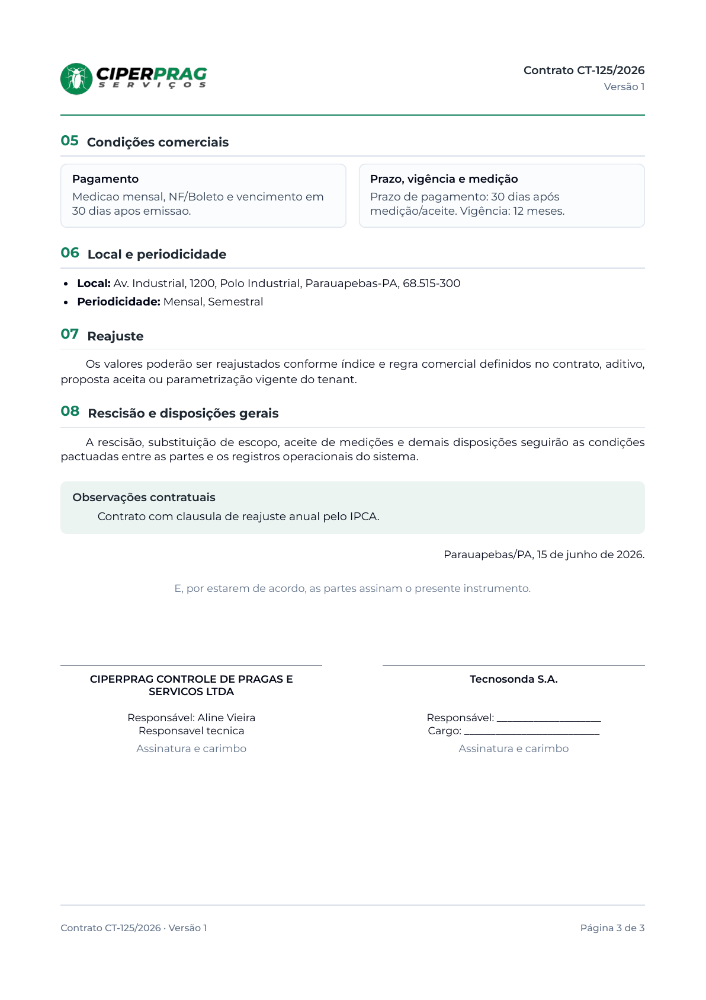 CIPERPRAG
SERVIÇOS
Contrato CT-125/2026
Versão 1
05 Condições comerciais
Pagamento
Medicao mensal, NF/Boleto e vencimento em
30 dias apos emissao.
Prazo, vigência e medição
Prazo de pagamento: 30 dias após
medição/aceite. Vigência: 12 meses.
06 Local e periodicidade
• Local: Av. Industrial, 1200, Polo Industrial, Parauapebas-PA, 68.515-300
• Periodicidade: Mensal, Semestral
07 Reajuste
Os valores poderão ser reajustados conforme índice e regra comercial definidos no contrato, aditivo,
proposta aceita ou parametrização vigente do tenant.
08 Rescisão e disposições gerais
A rescisão, substituição de escopo, aceite de medições e demais disposições seguirão as condições
pactuadas entre as partes e os registros operacionais do sistema.
Observações contratuais
Contrato com clausula de reajuste anual pelo IPCA.
Parauapebas/PA, 15 de junho de 2026.
E, por estarem de acordo, as partes assinam o presente instrumento.
CIPERPRAG CONTROLE DE PRAGAS E
SERVICOS LTDA
Responsável: Aline Vieira
Responsavel tecnica
Assinatura e carimbo
Tecnosonda S.A.
Responsável: ____________________
Cargo: __________________________
Assinatura e carimbo
Contrato CT-125/2026 · Versão 1
Página 3 de 3